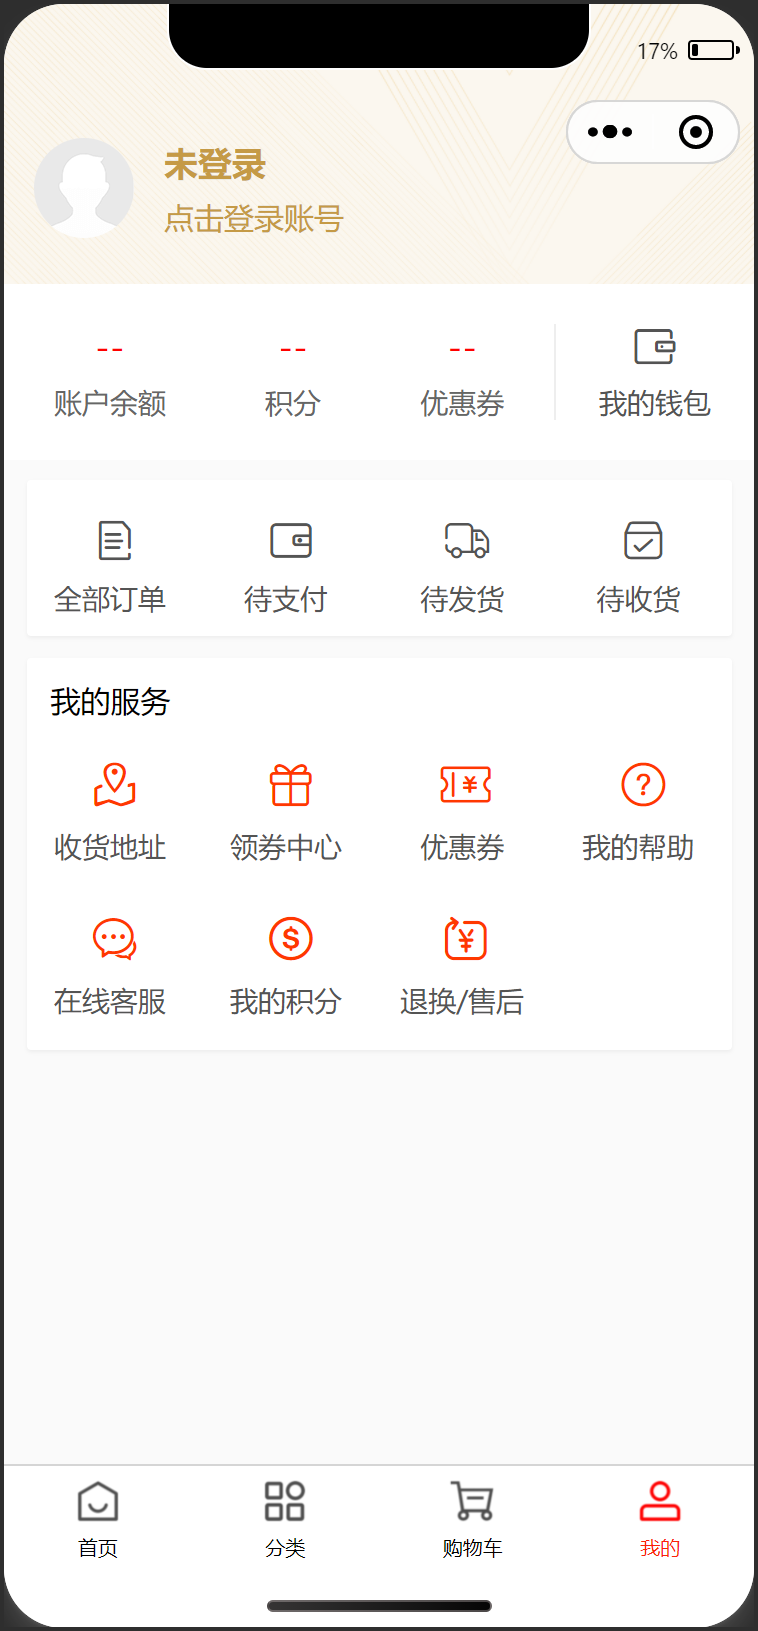 17%
未登录
点击登录账号
-- -- --
账户余额 积分 优惠券 我的钱包
全部订单 待支付 待发货 待收货
我的服务
收货地址 领券中心 优惠券 我的帮助
在线客服 我的积分 退换/售后
首页 分类 购物车 我的